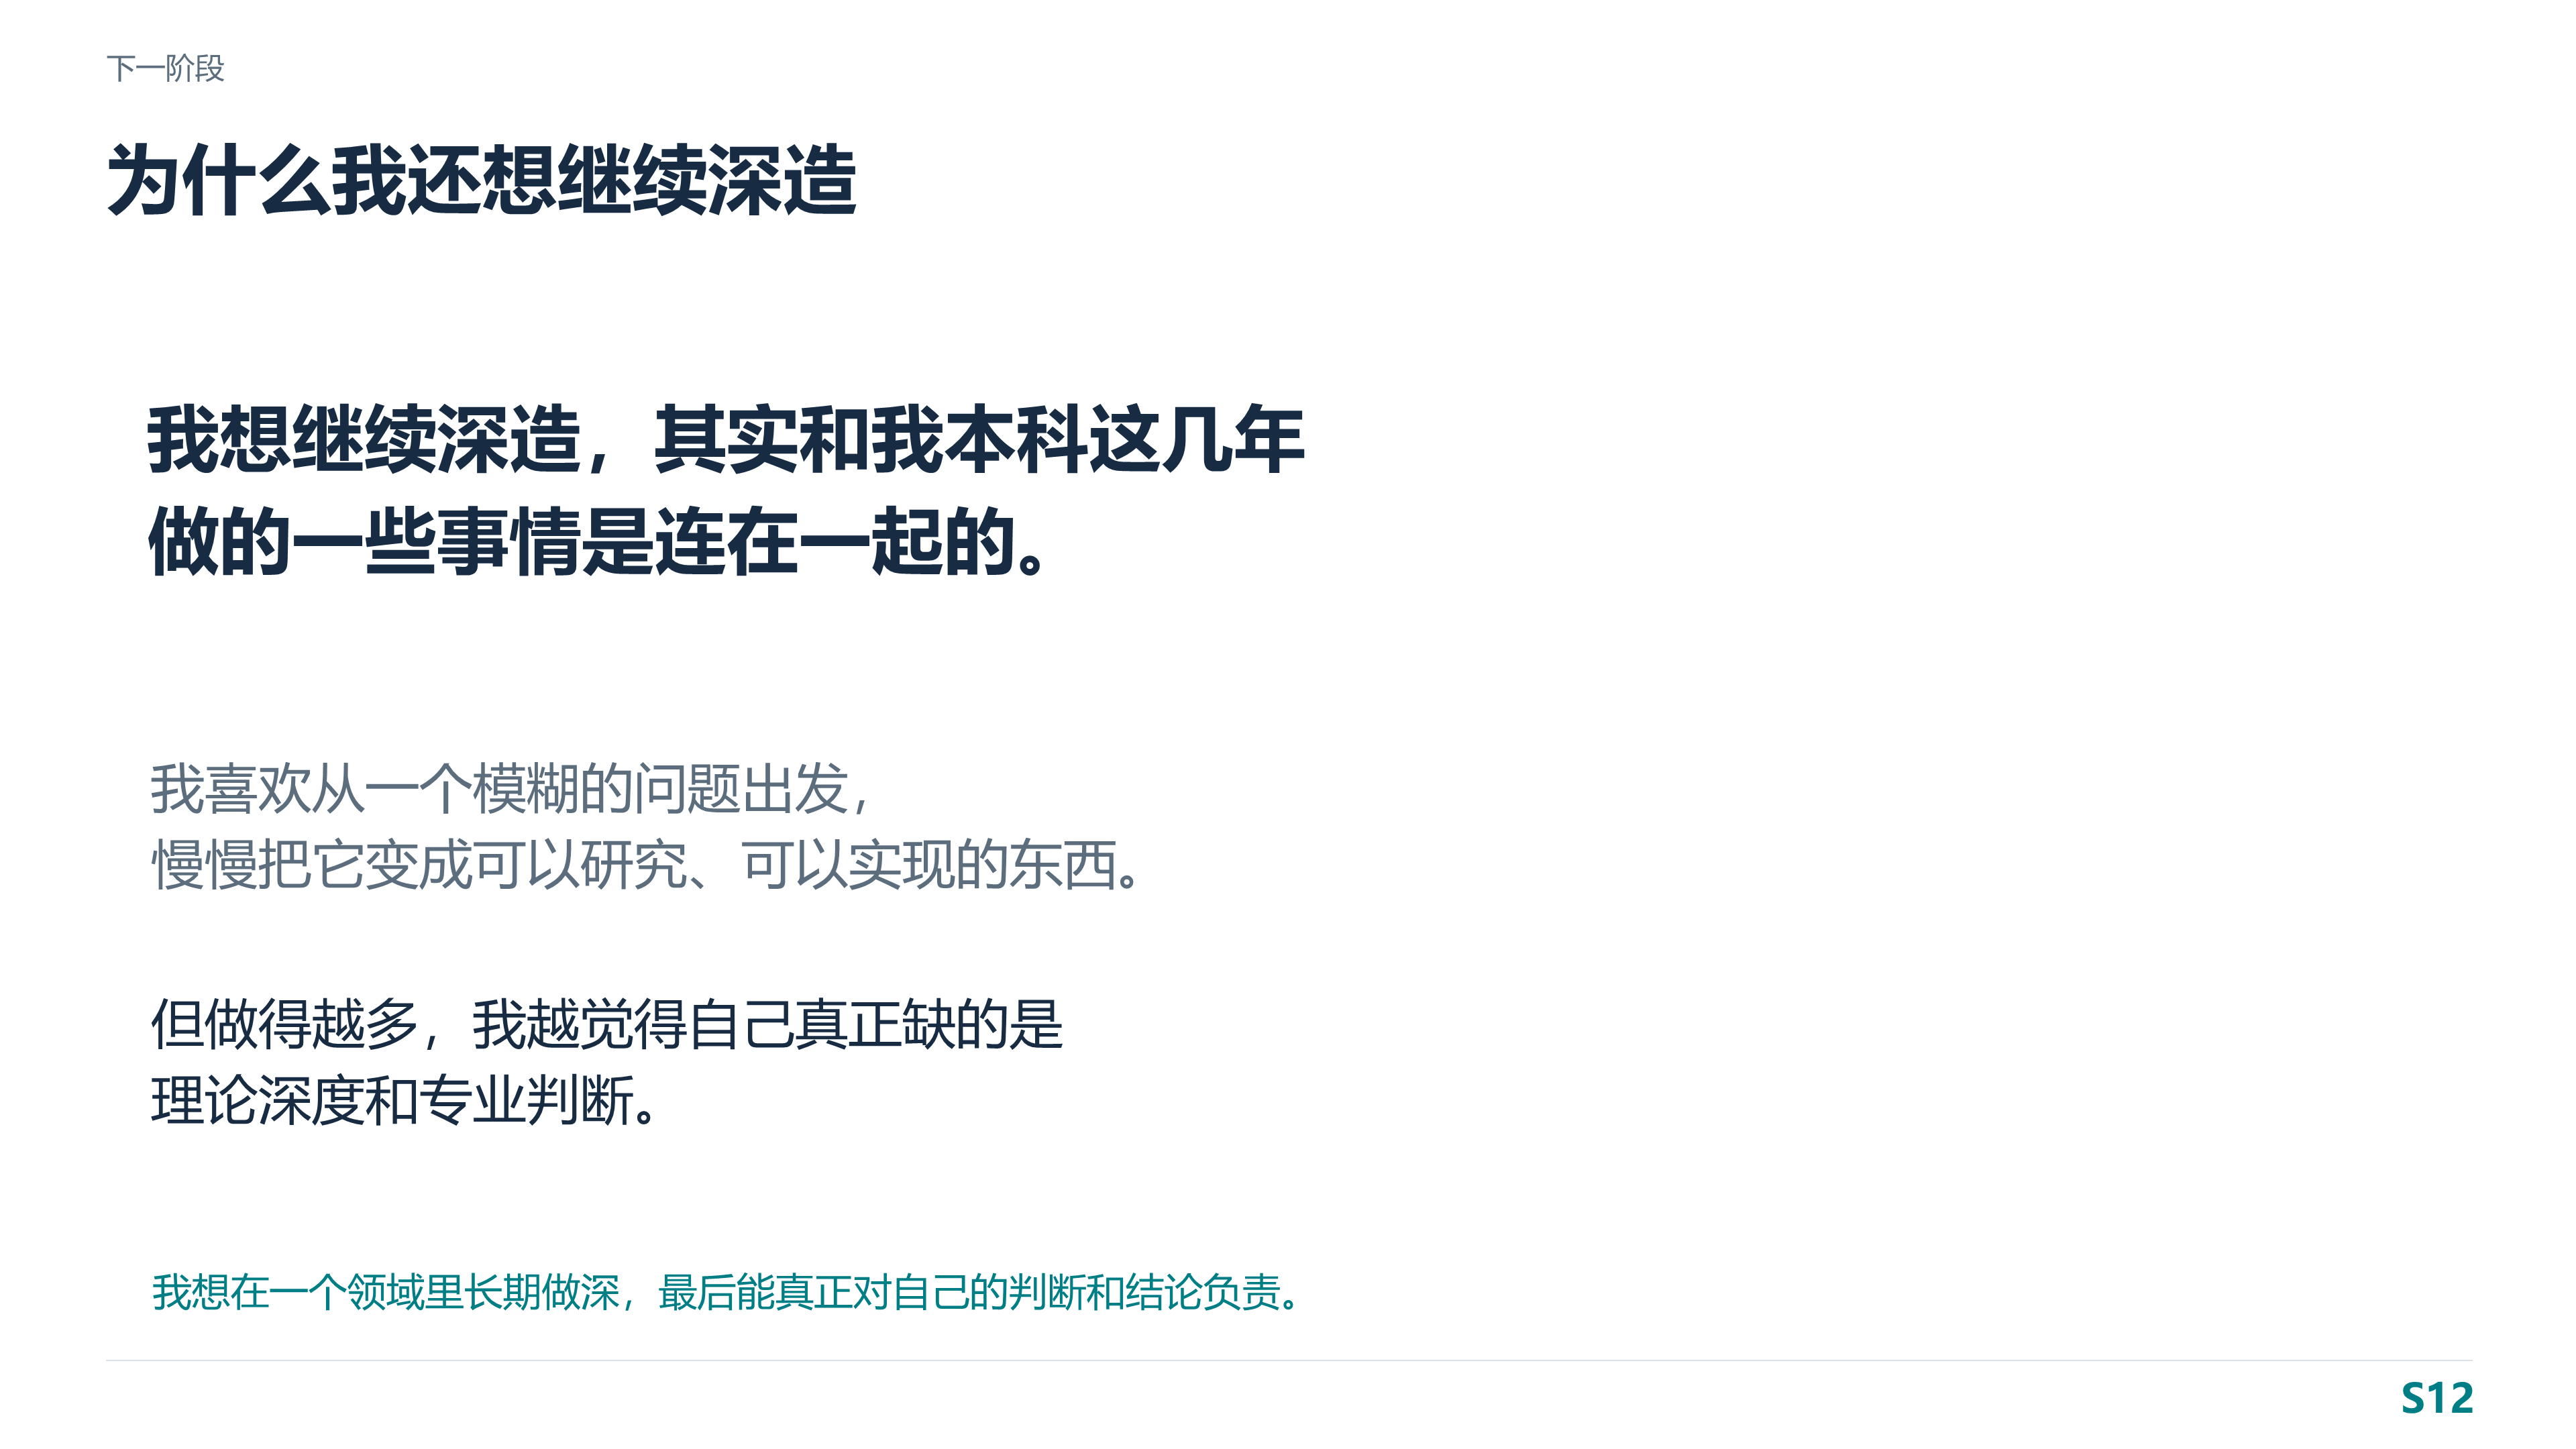 下一阶段
为什么我还想继续深造
我想继续深造，其实和我本科这几年
做的一些事情是连在一起的。
我喜欢从一个模糊的问题出发，
慢慢把它变成可以研究、可以实现的东西。
但做得越多，我越觉得自己真正缺的是
理论深度和专业判断。
我想在一个领域里长期做深，最后能真正对自己的判断和结论负责。
S12